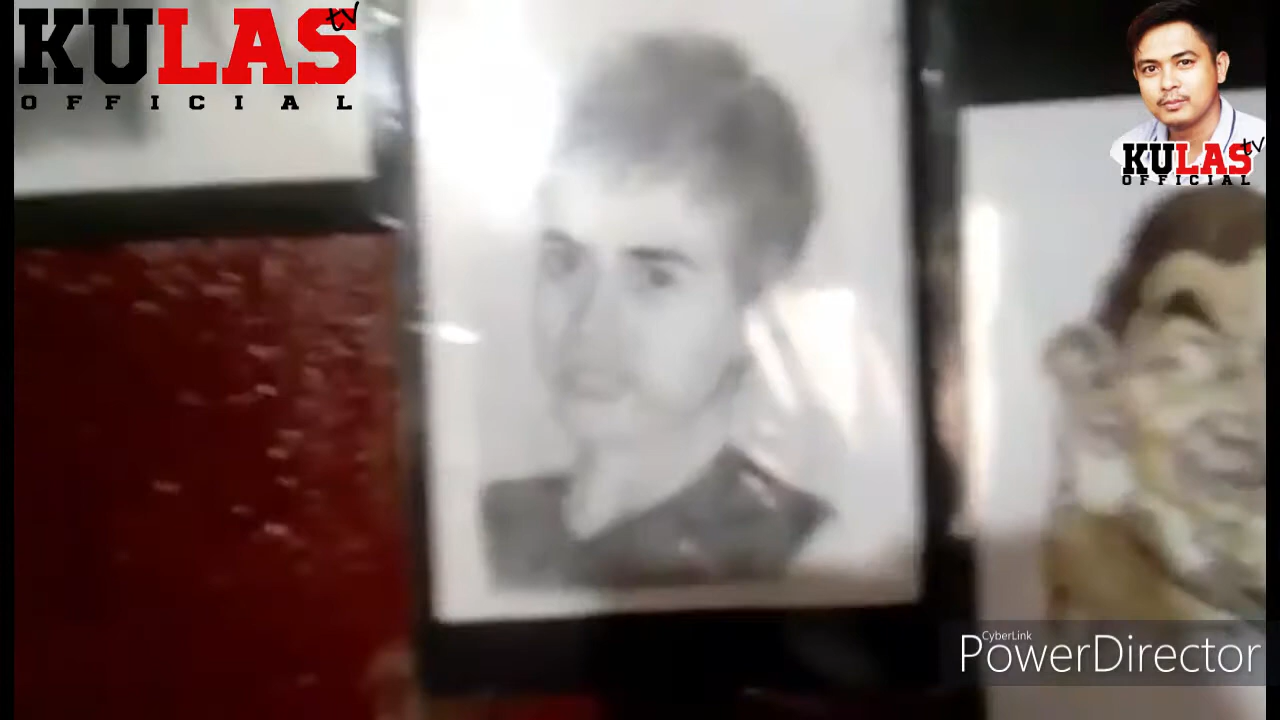 KULAS tv
OFFICIAL
KULAS tv
OFFICIAL
CyberLink
PowerDirector